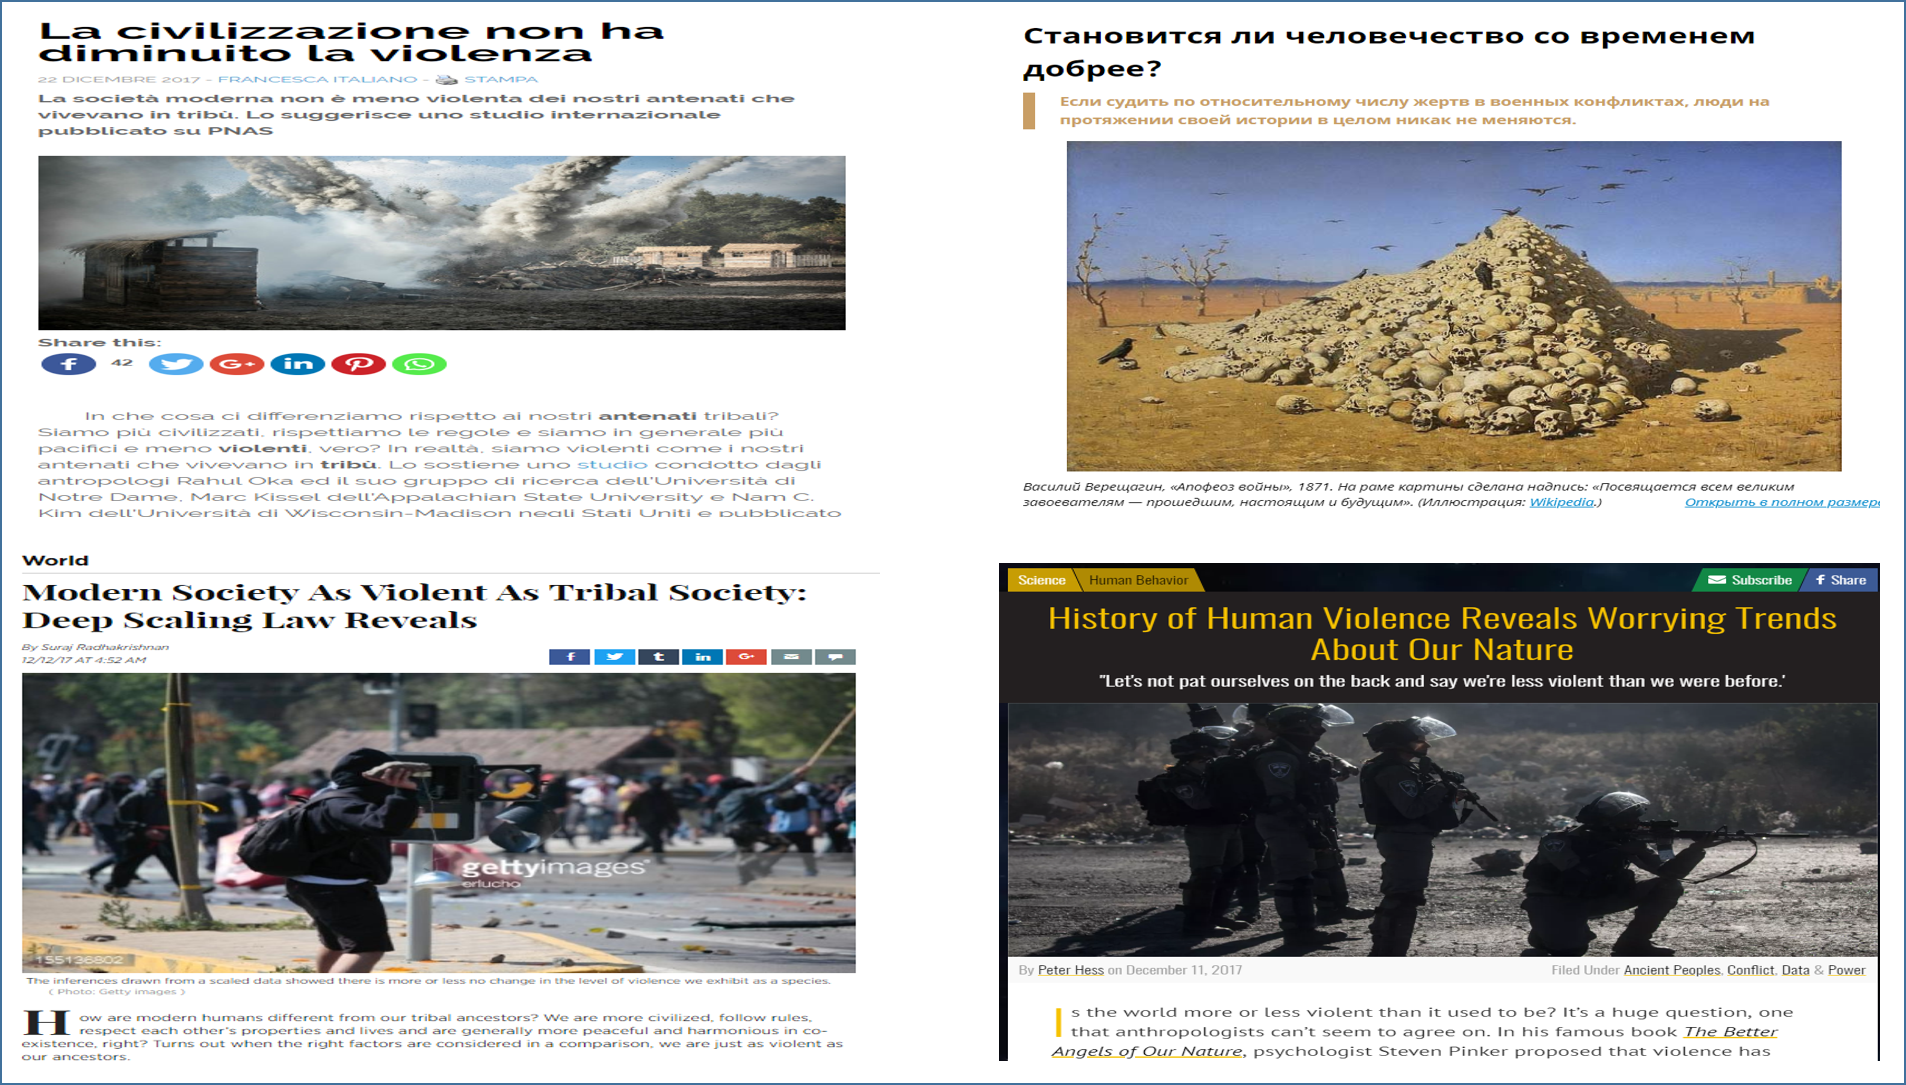 La civilizzazione non ha
diminuito la violenza
22 DICEMBRE 2017 - FRANCESCA ITALIANO - STAMPA
La società moderna non è meno violenta dei nostri antenati che
vivevano in tribù. Lo suggerisce uno studio internazionale
pubblicato su PNAS
Share this:
42
In che cosa ci differenziamo rispetto ai nostri antenati tribali?
Siamo più civilizzati, rispettiamo le regole e siamo in generale più
pacifici e meno violenti, vero? In realtà, siamo violenti come i nostri
antenati che vivevano in tribù. Lo sostiene uno studio condotto dagli
antropologi Rahul Oka ed il suo gruppo di ricerca dell'Università di
Notre Dame, Marc Kissel dell'Appalachian State University e Nam C.
Kim dell'Università di Wisconsin-Madison negli Stati Uniti e pubblicato
Становится ли человечество со временем
добрее?
Если судить по относительному числу жертв в военных конфликтах, люди на
протяжении своей истории в целом никак не меняются.
Василий Верещагин, «Апофеоз войны», 1871. На раме картины сделана надпись: «Посвящается всем великим
завоевателям — прошедшим, настоящим и будущим». (Иллюстрация: Wikipedia.) Открыть в полном размере
World
Modern Society As Violent As Tribal Society:
Deep Scaling Law Reveals
By Suraj Radhakrishnan
12/12/17 AT 4:52 AM
gettyimages
erlucho
155136802
The inferences drawn from a scaled data showed there is more or less no change in the level of violence we exhibit as a species.
( Photo: Getty Images )
How are modern humans different from our tribal ancestors? We are more civilized, follow rules,
respect each other's properties and lives and are generally more peaceful and harmonious in co-
existence, right? Turns out when the right factors are considered in a comparison, we are just as violent as
our ancestors.
Science Human Behavior Subscribe Share
History of Human Violence Reveals Worrying Trends
About Our Nature
"Let's not pat ourselves on the back and say we're less violent than we were before.'
By Peter Hess on December 11, 2017 Filed Under Ancient Peoples, Conflict, Data & Power
Is the world more or less violent than it used to be? It's a huge question, one
that anthropologists can't seem to agree on. In his famous book The Better
Angels of Our Nature, psychologist Steven Pinker proposed that violence has